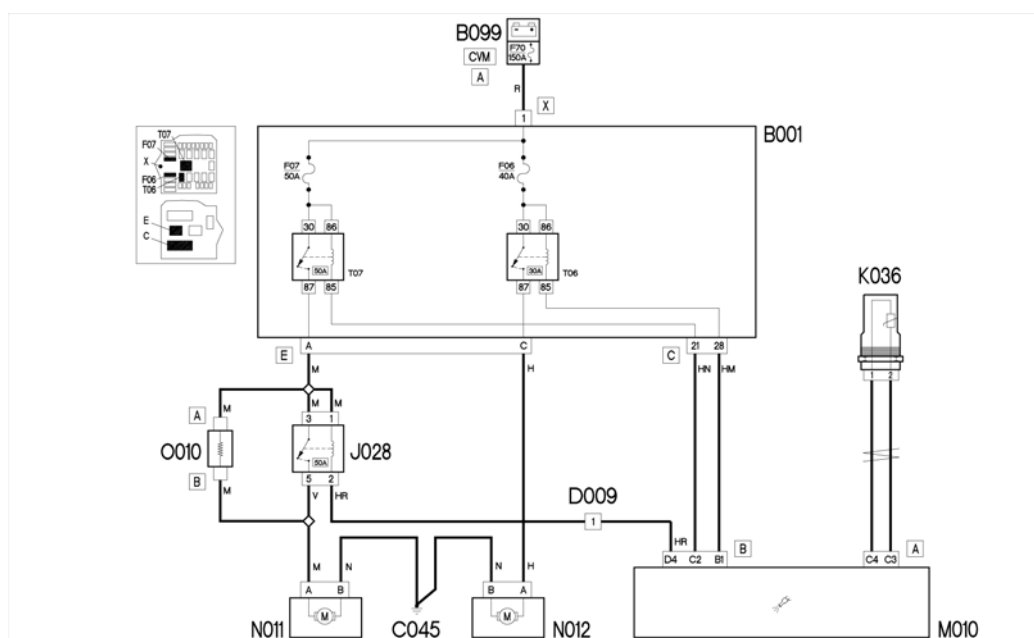 B099
F70
150A
CVM
A
R
X
1
B001
T07
F07
X
F06
T06
E
C
F07
50A
F06
40A
30 86
30 86
50A
T07
30A
T06
87 85
87 85
K036
E
A
C
C
21 28
M
H
HN HM
1 2
A
M
M M
3 1
O010
50A
J028
B
M
5 2
V HR
D009
1
HR
B
A
D4 C2 B1
C4 C3
M N
N H
A B
B A
M
M
N011
C045
N012
M010